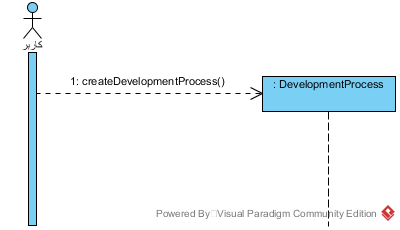 کاربر
1: createDevelopmentProcess()
: DevelopmentProcess
Powered By Visual Paradigm Community Edition